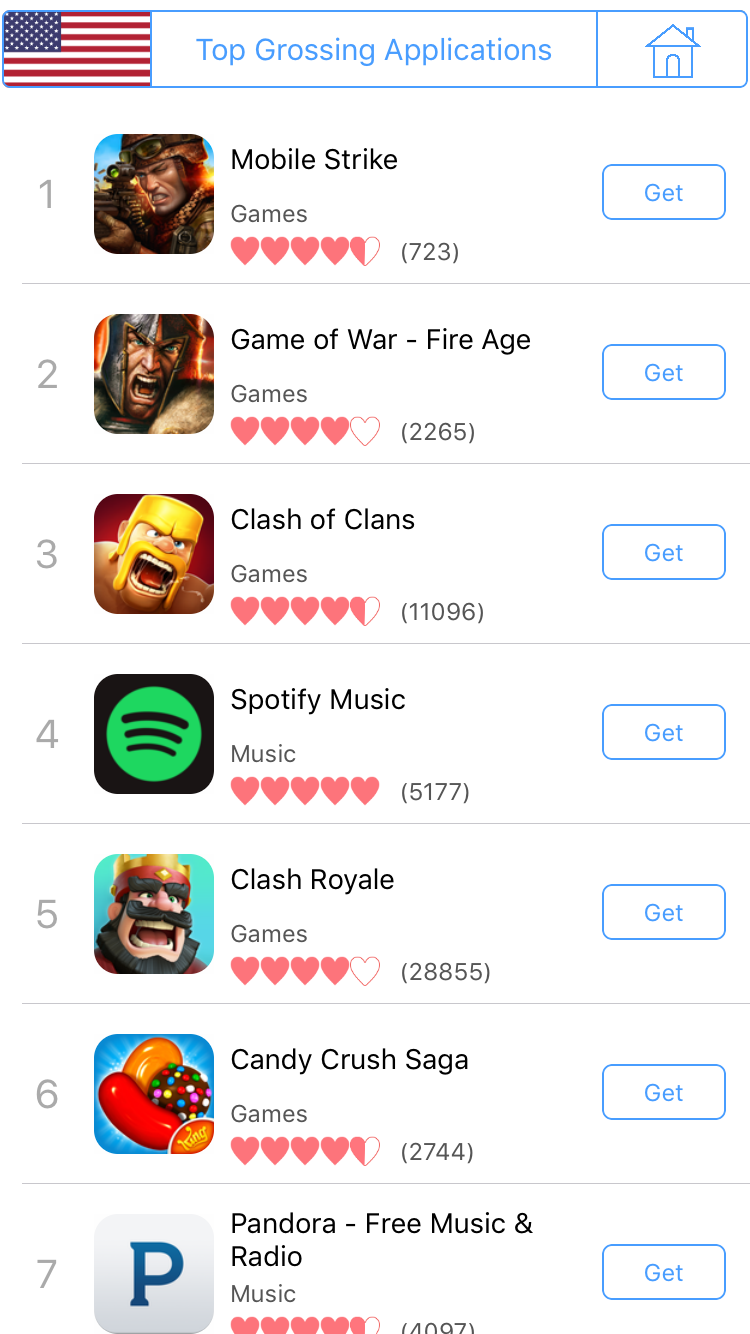 Top Grossing Applications
1
Mobile Strike
Games
(723)
Get
2
Game of War - Fire Age
Games
(2265)
Get
3
Clash of Clans
Games
(11096)
Get
4
Spotify Music
Music
(5177)
Get
5
Clash Royale
Games
(28855)
Get
6
King
Candy Crush Saga
Games
(2744)
Get
7
P
Pandora - Free Music &
Radio
Music
(4097)
Get